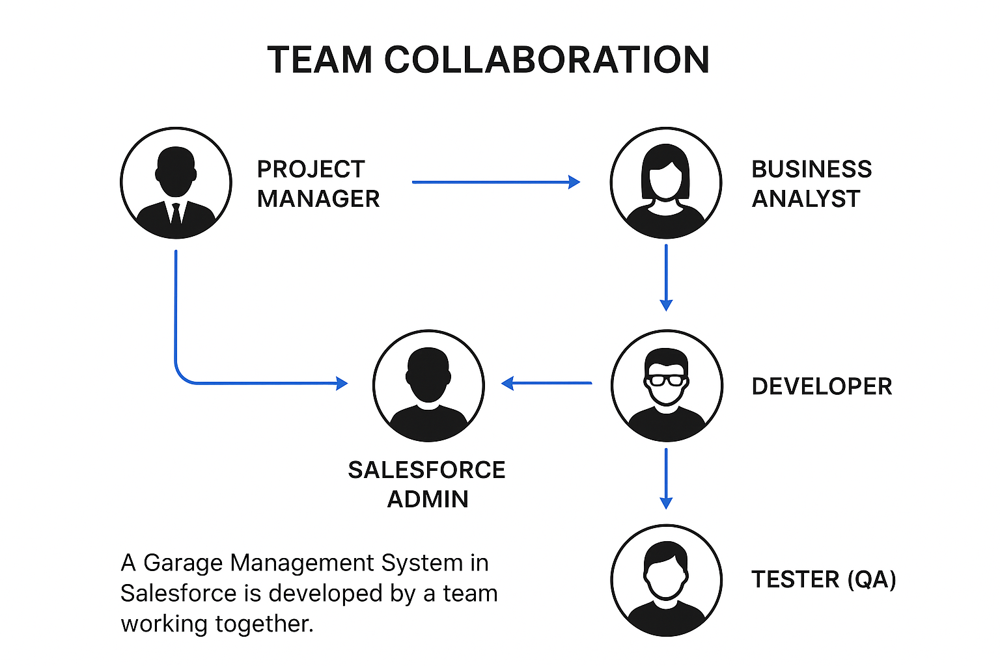 TEAM COLLABORATION
PROJECT
MANAGER
BUSINESS
ANALYST
SALESFORCE
ADMIN
DEVELOPER
TESTER (QA)
A Garage Management System in
Salesforce is developed by a team
working together.